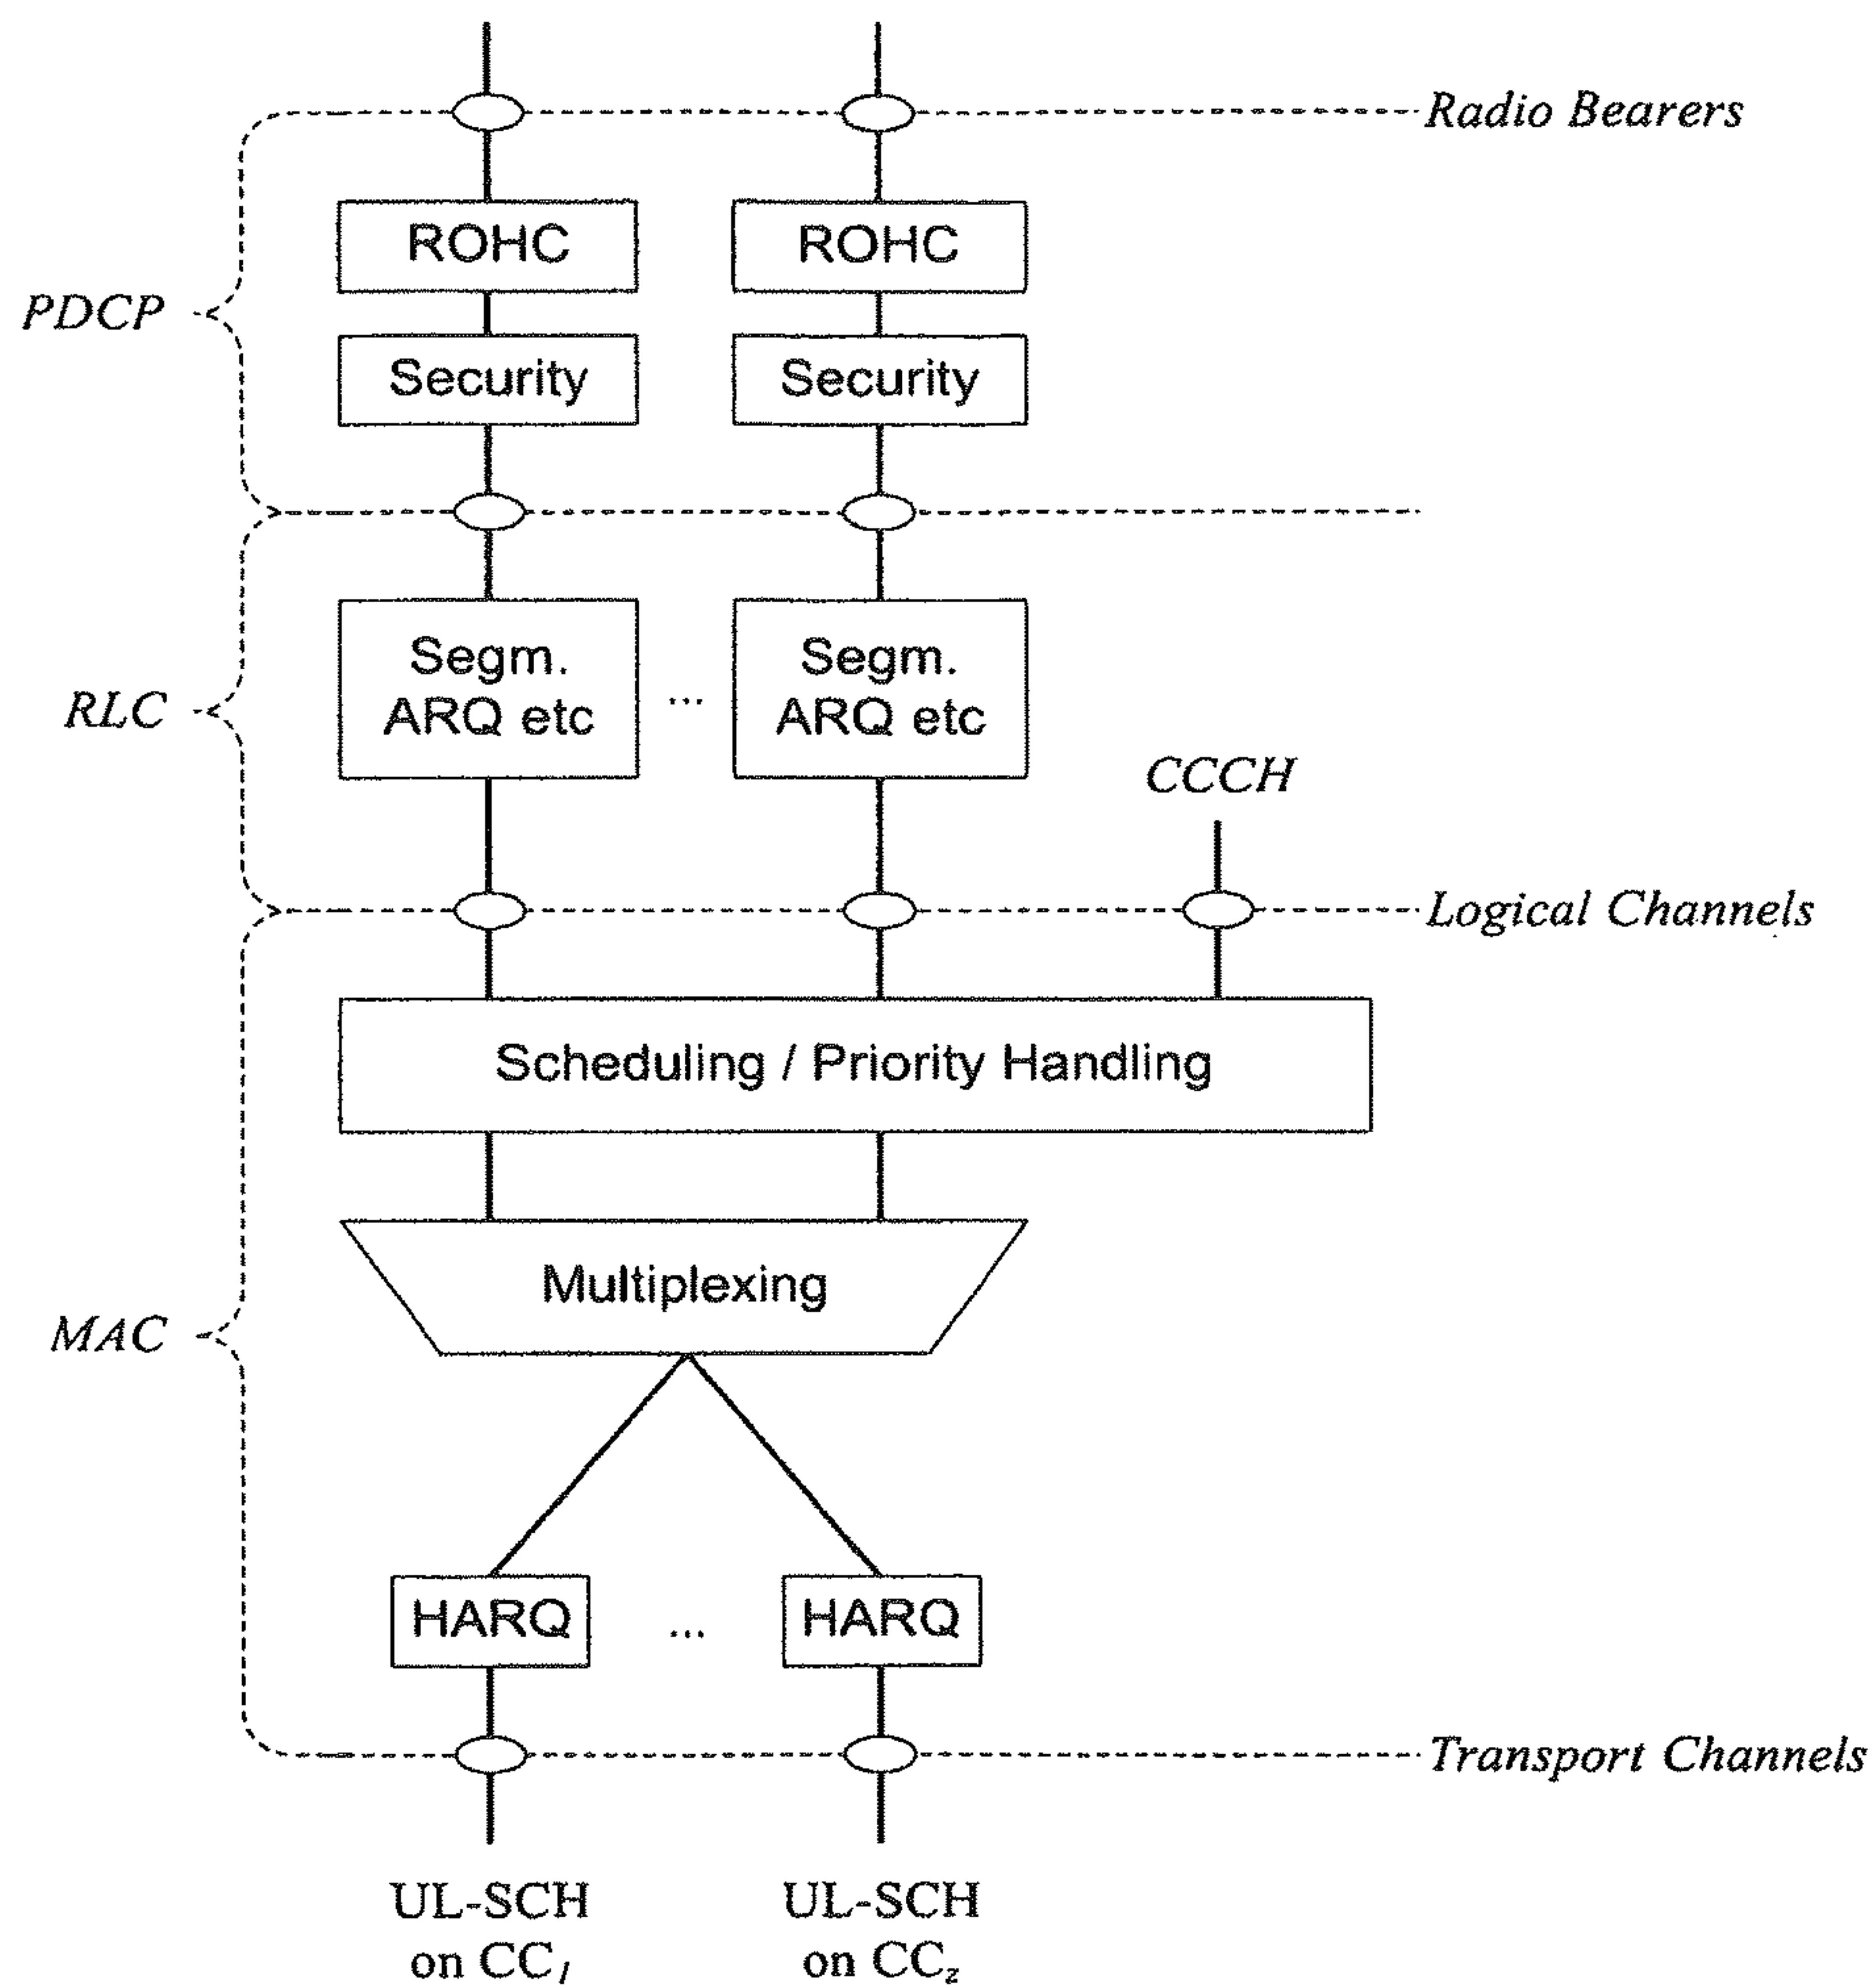 Radio Bearers
ROHC
ROHC
PDCP
Security
Security
Segm.
ARQ etc
...
Segm.
ARQ etc
RLC
CCCH
Logical Channels
Scheduling / Priority Handling
Multiplexing
MAC
HARQ
...
HARQ
Transport Channels
UL-SCH
on CC1
UL-SCH
on CCz